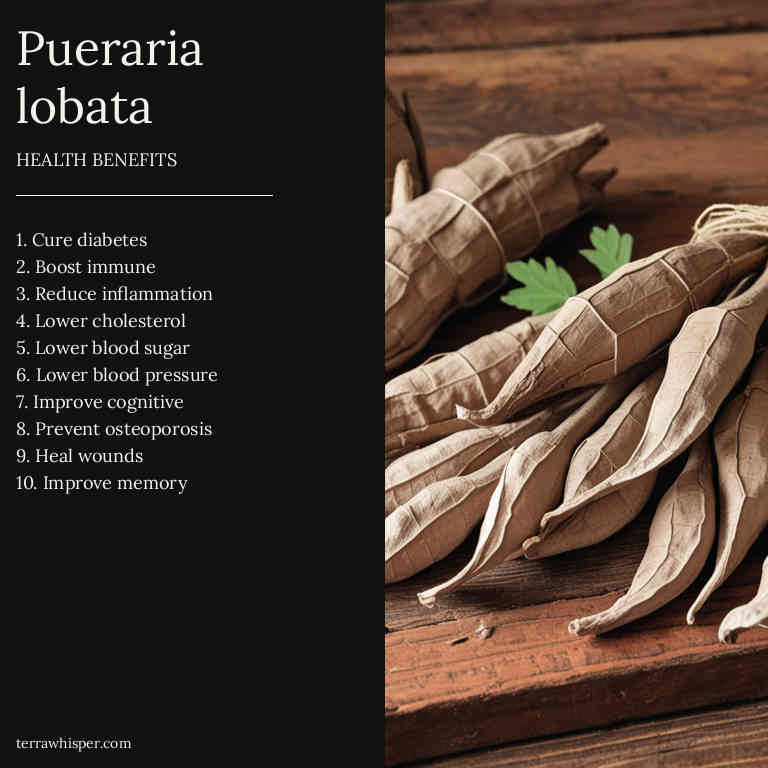 Pueraria
lobata
HEALTH BENEFITS
1. Cure diabetes
2. Boost immune
3. Reduce inflammation
4. Lower cholesterol
5. Lower blood sugar
6. Lower blood pressure
7. Improve cognitive
8. Prevent osteoporosis
9. Heal wounds
10. Improve memory
terrawhisper.com